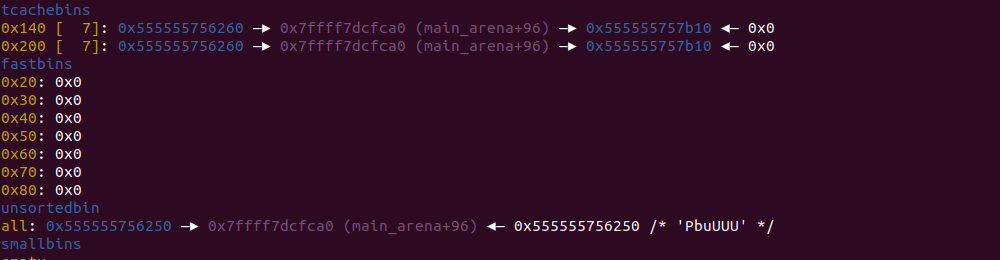 tcachebins
0x140 [  7]: 0x555555756260 —▸ 0x7ffff7dcfca0 (main_arena+96) —▸ 0x555555757b10 ◂— 0x0
0x200 [  7]: 0x555555756260 —▸ 0x7ffff7dcfca0 (main_arena+96) —▸ 0x555555757b10 ◂— 0x0
fastbins
0x20: 0x0
0x30: 0x0
0x40: 0x0
0x50: 0x0
0x60: 0x0
0x70: 0x0
0x80: 0x0
unsortedbin
all: 0x555555756250 —▸ 0x7ffff7dcfca0 (main_arena+96) ◂— 0x555555756250 /* 'PbuUUU' */
smallbins